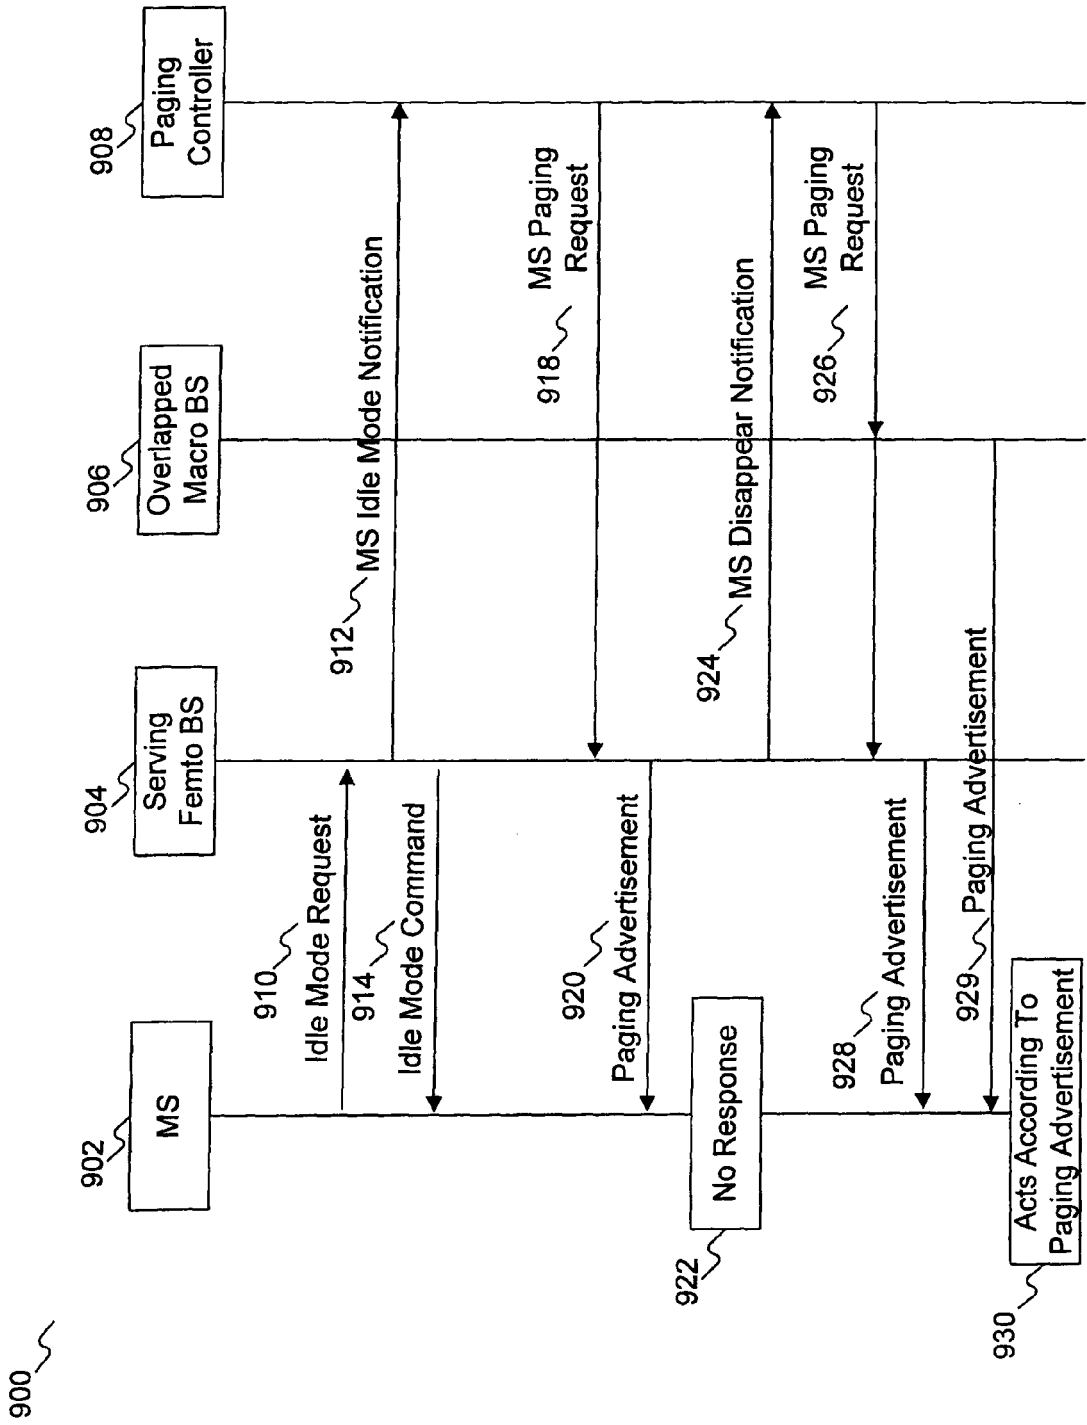 900
902
MS
904
Serving
Femto BS
906
Overlapped
Macro BS
908
Paging
Controller
910
Idle Mode Request
912
MS Idle Mode Notification
914
Idle Mode Command
918
MS Paging
Request
920
Paging Advertisement
922
No Response
924
MS Disappear Notification
926
MS Paging
Request
928
Paging Advertisement
929
Paging Advertisement
930
Acts According To
Paging Advertisement